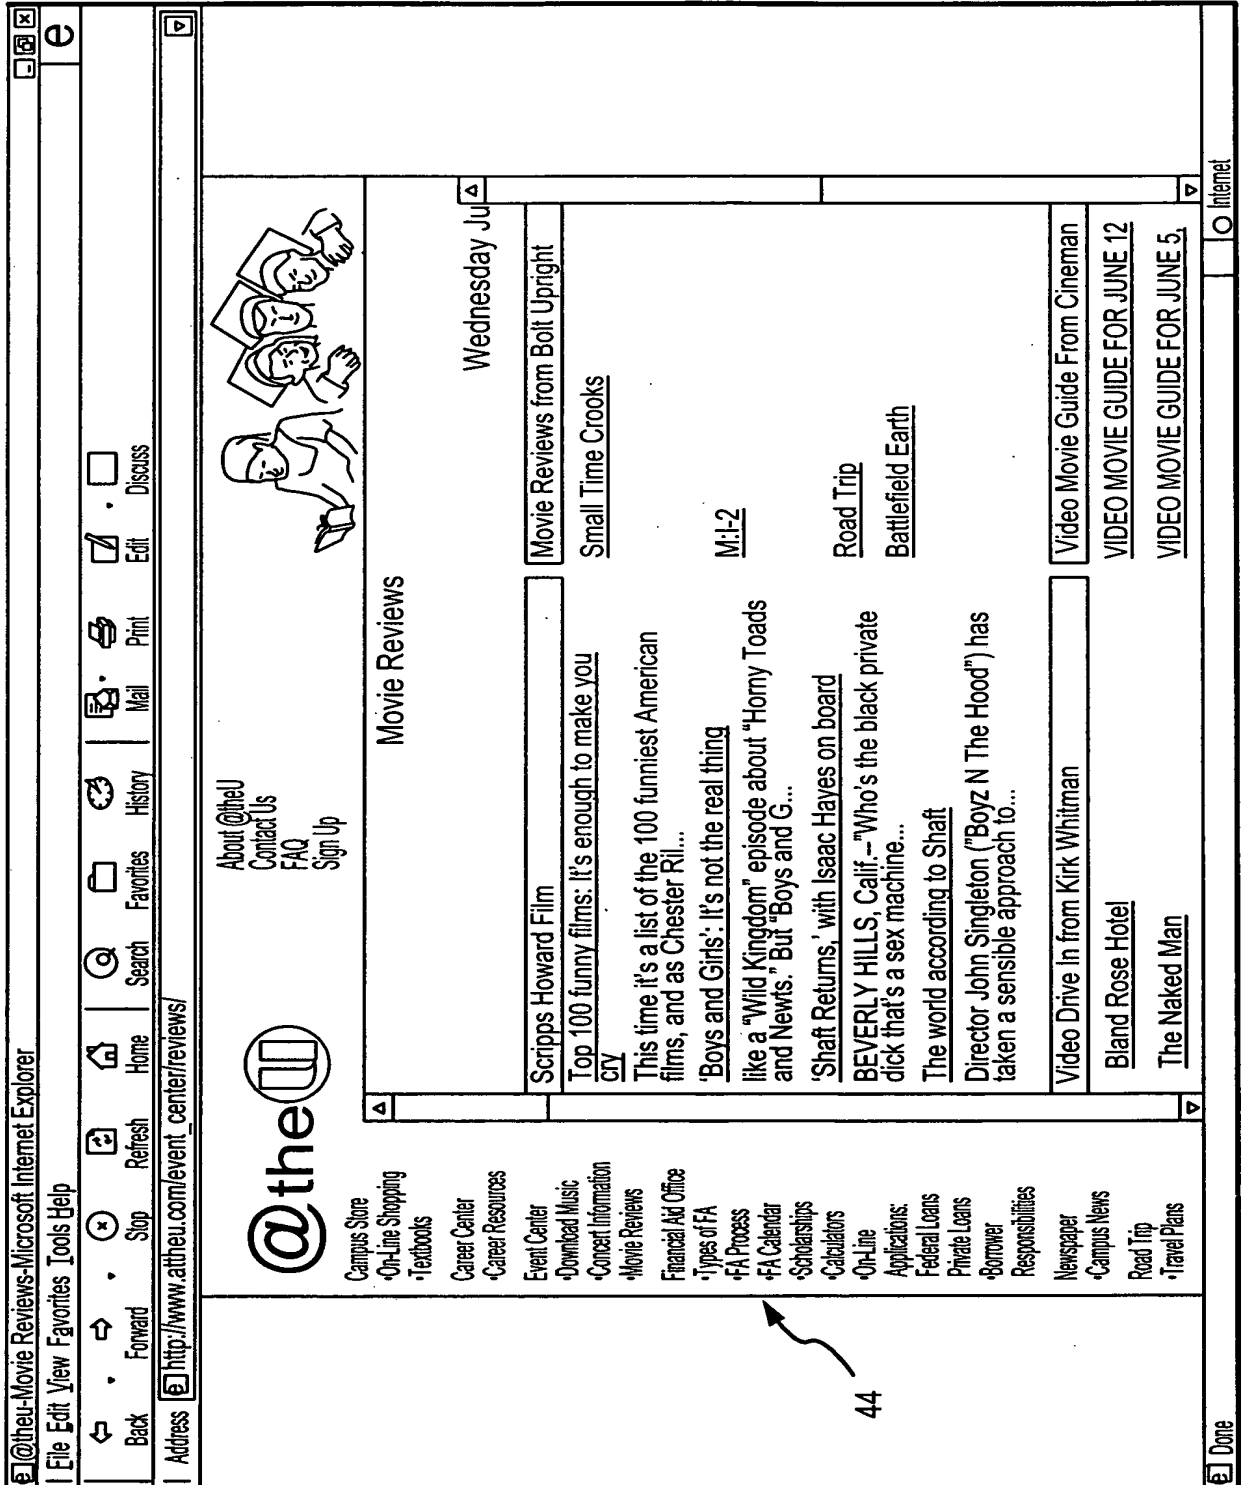 @theu-Movie Reviews-Microsoft Internet Explorer
File Edit View Favorites Tools Help
Back Forward Stop Refresh Home Search Favorites History Mail Print Edit Discuss
Address http://www.attheu.com/event_center/reviews/
@theU
About @theU
Contact Us
FAQ
Sign Up
Campus Store
•On-Line Shopping
•Textbooks
Career Center
•Career Resources
Event Center
•Download Music
•Concert Information
•Movie Reviews
Financial Aid Office
•Types of FA
•FA Process
•FA Calendar
•Scholarships
•Calculators
•On-Line
Applications:
Federal Loans
Private Loans
•Borrower
Responsibilities
Newspaper
•Campus News
Road Trip
•Travel Plans
44
Movie Reviews
Wednesday Ju
Scripps Howard Film
Top 100 funny films: It's enough to make you
cry
This time it's a list of the 100 funniest American
films, and as Chester Ril...
'Boys and Girls': It's not the real thing
like a "Wild Kingdom" episode about "Horny Toads
and Newts." But "Boys and G...
'Shaft Returns,' with Isaac Hayes on board
BEVERLY HILLS, Calif.--"Who's the black private
dick that's a sex machine...
The world according to Shaft
Director John Singleton ("Boyz N The Hood") has
taken a sensible approach to...
Movie Reviews from Bolt Upright
Small Time Crooks
M:I-2
Road Trip
Battlefield Earth
Video Drive In from Kirk Whitman
Bland Rose Hotel
The Naked Man
Video Movie Guide From Cineman
VIDEO MOVIE GUIDE FOR JUNE 12
VIDEO MOVIE GUIDE FOR JUNE 5,
Done
Internet